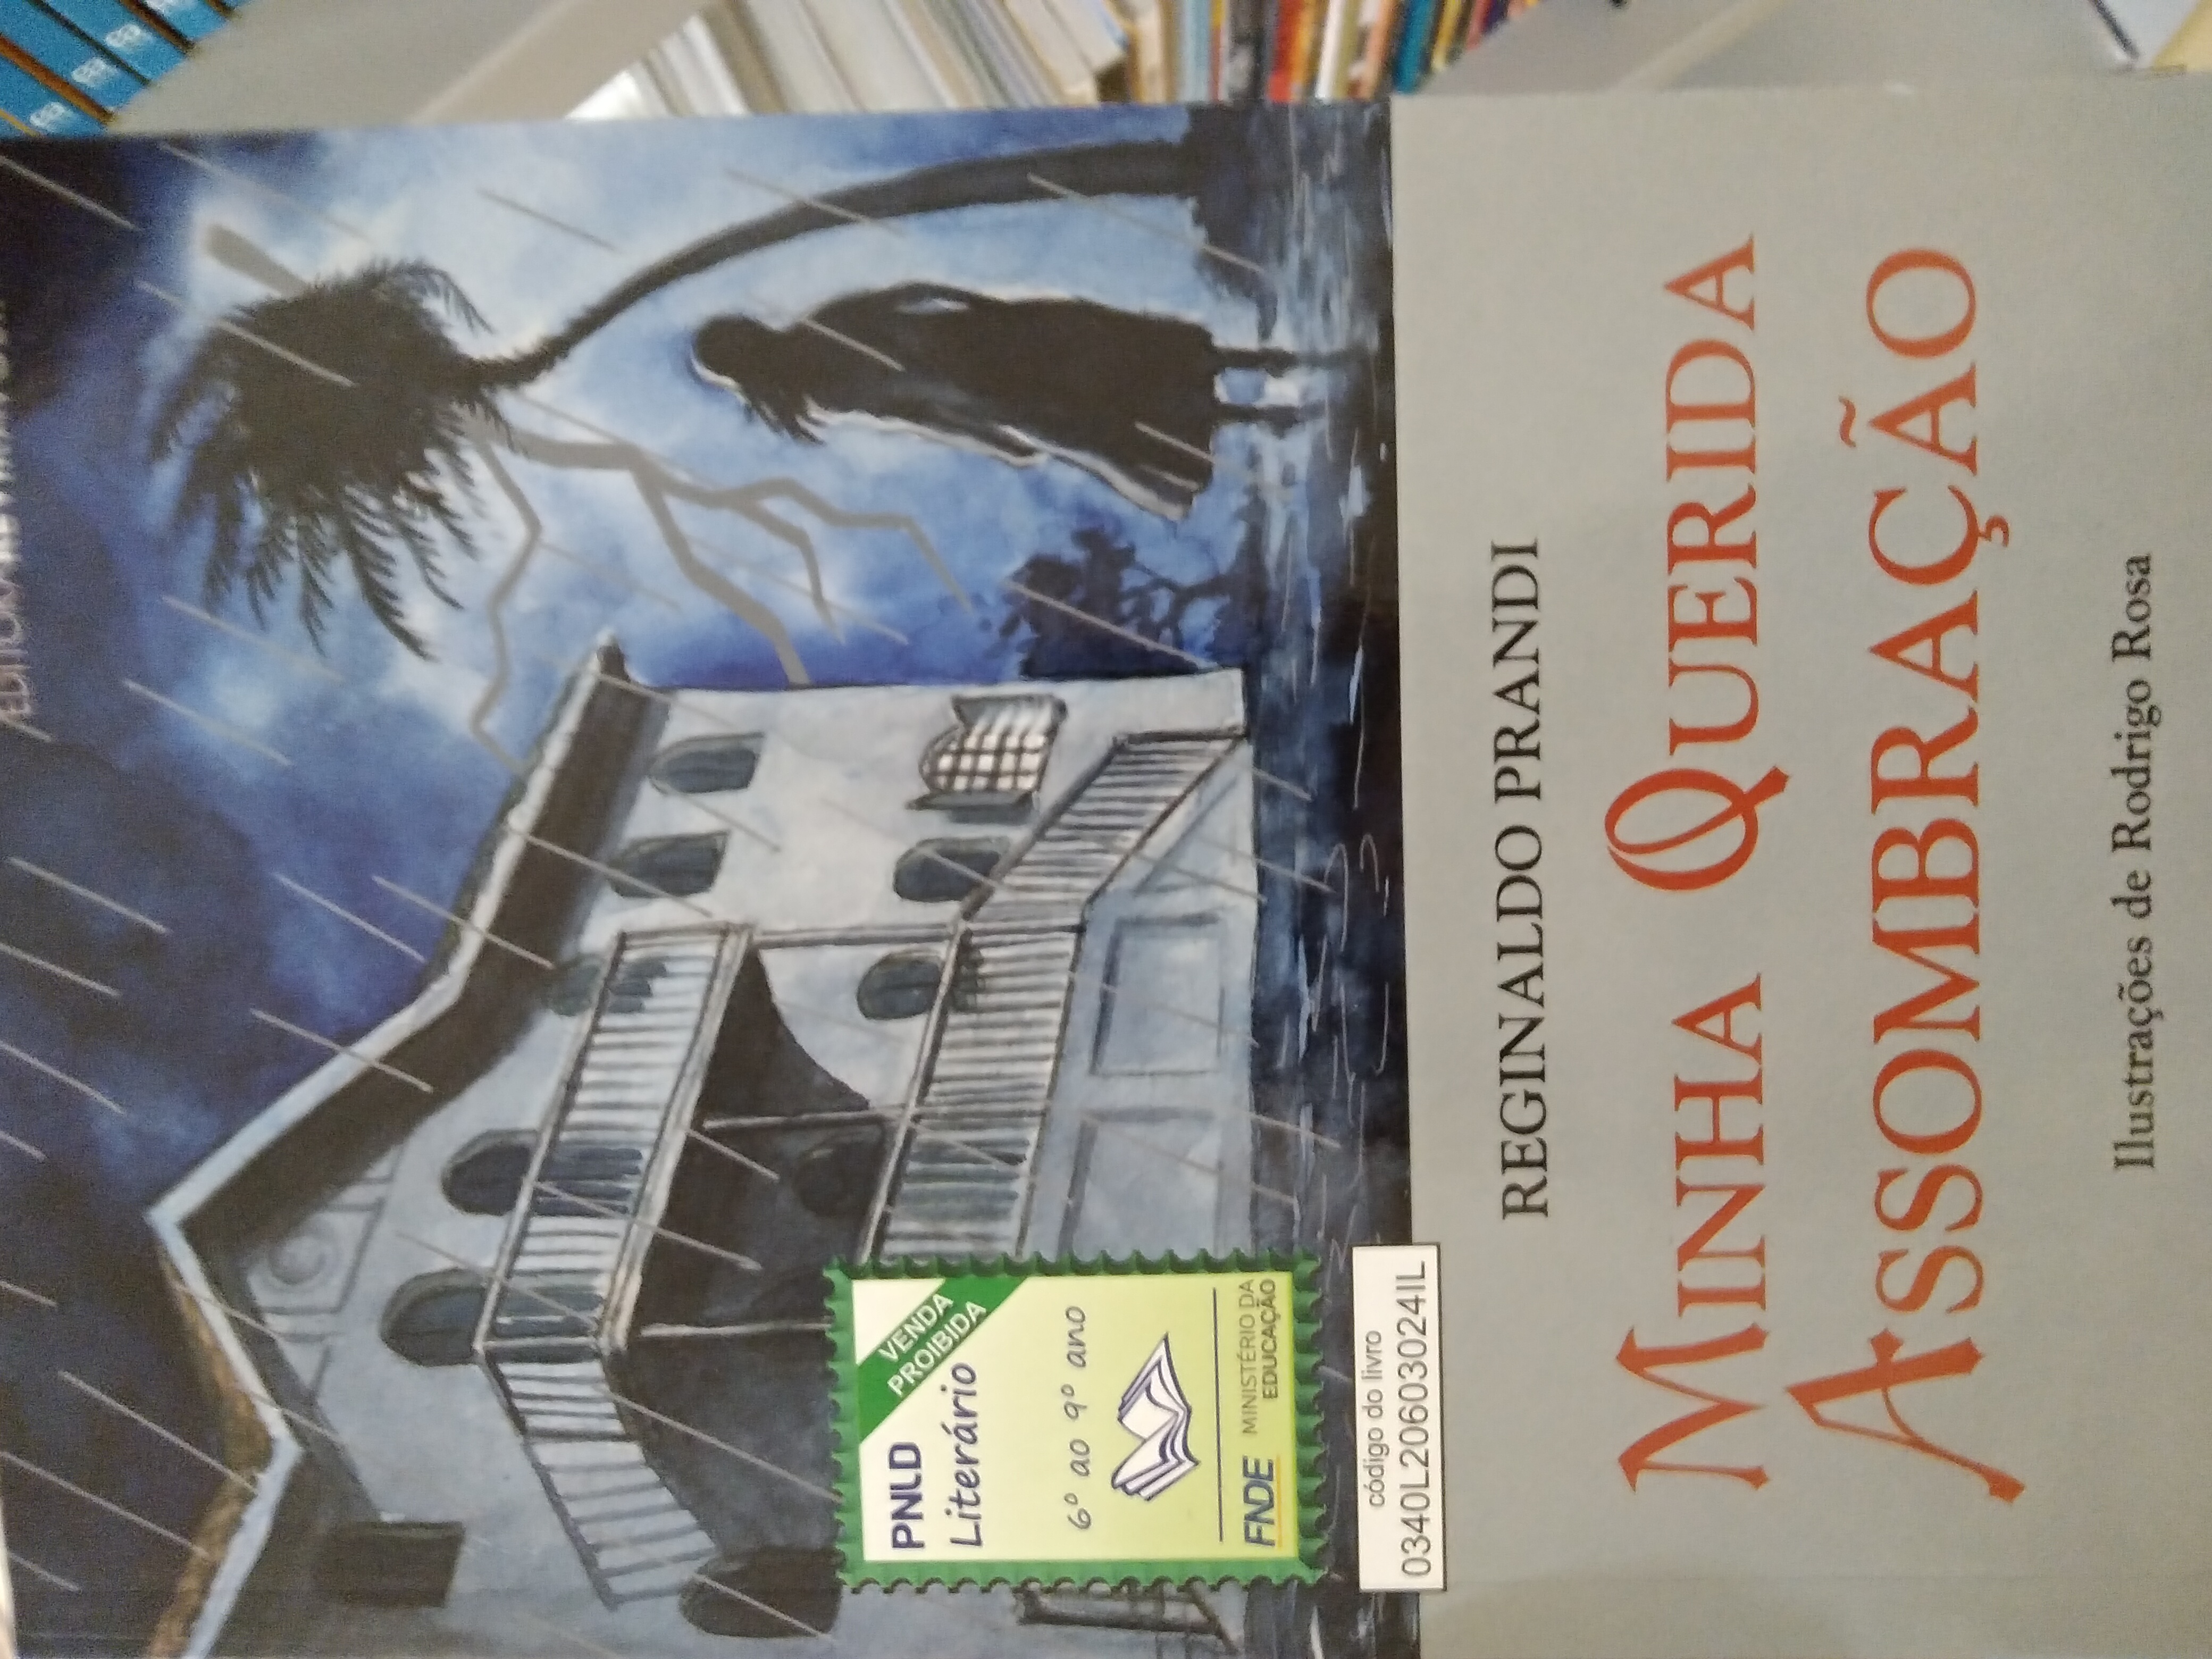 PNLD
Literário
VENDA
PROIBIDA
6º ao 9º ano
FNDE
MINISTÉRIO DA
EDUCAÇÃO
código do livro
0340L20603024IL
REGINALDO PRANDI
MINHA QUERIDA
ASSOMBRAÇÃO
Ilustrações de Rodrigo Rosa